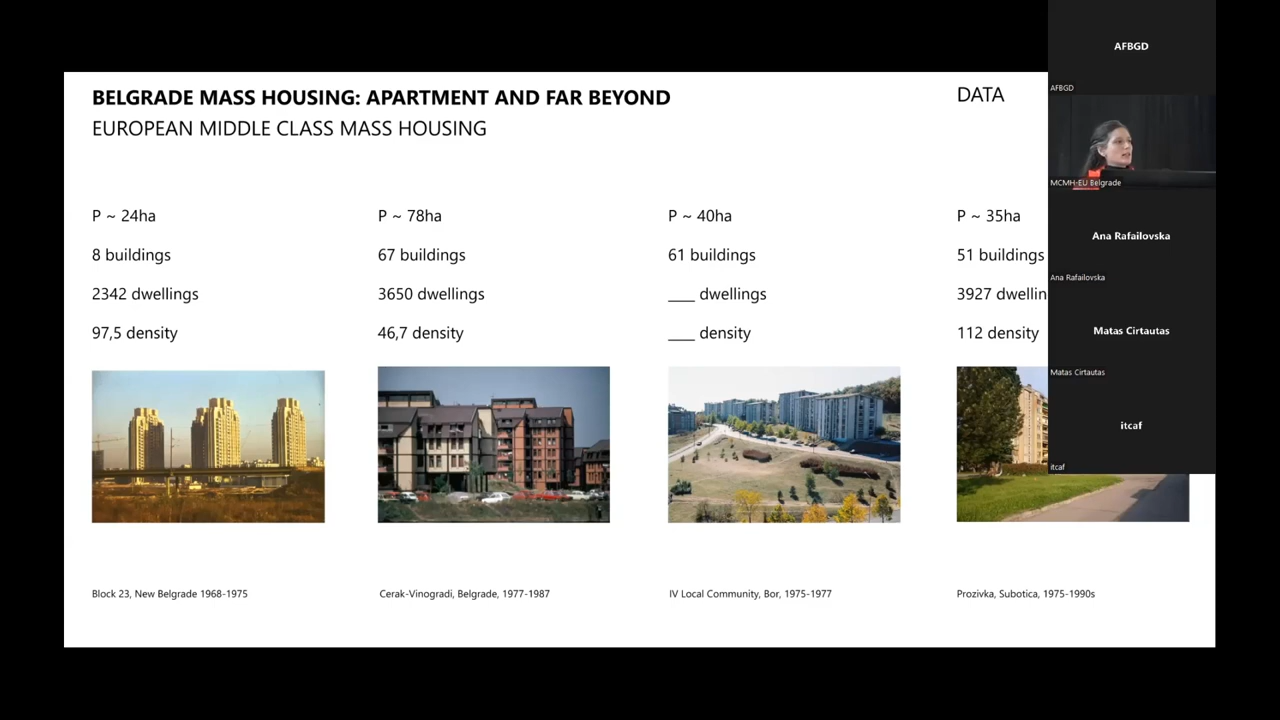 BELGRADE MASS HOUSING: APARTMENT AND FAR BEYOND
EUROPEAN MIDDLE CLASS MASS HOUSING
DATA
P ~ 24ha
8 buildings
2342 dwellings
97,5 density
P ~ 78ha
67 buildings
3650 dwellings
46,7 density
P ~ 40ha
61 buildings
___ dwellings
___ density
P ~ 35ha
51 buildings
3927 dwellin
112 density
Block 23, New Belgrade 1968-1975
Cerak-Vinogradi, Belgrade, 1977-1987
IV Local Community, Bor, 1975-1977
Prozivka, Subotica, 1975-1990s
AFBGD
AFBGD
MCMH-EU Belgrade
Ana Rafailovska
Ana Rafailovska
Matas Cirtautas
Matas Cirtautas
itcaf
itcaf